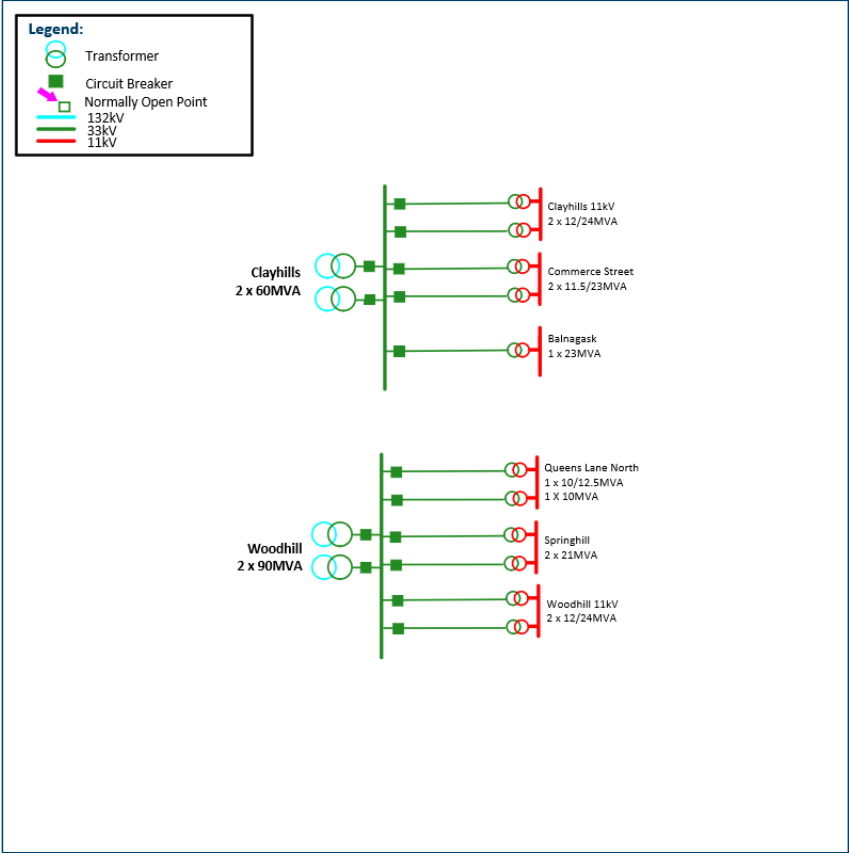 Legend:
Transformer
Circuit Breaker
Normally Open Point
132kV
33kV
11kV
Clayhills
2 x 60MVA
Clayhills 11kV
2 x 12/24MVA
Commerce Street
2 x 11.5/23MVA
Balnagask
1 x 23MVA
Woodhill
2 x 90MVA
Queens Lane North
1 x 10/12.5MVA
1 X 10MVA
Springhill
2 x 21MVA
Woodhill 11kV
2 x 12/24MVA